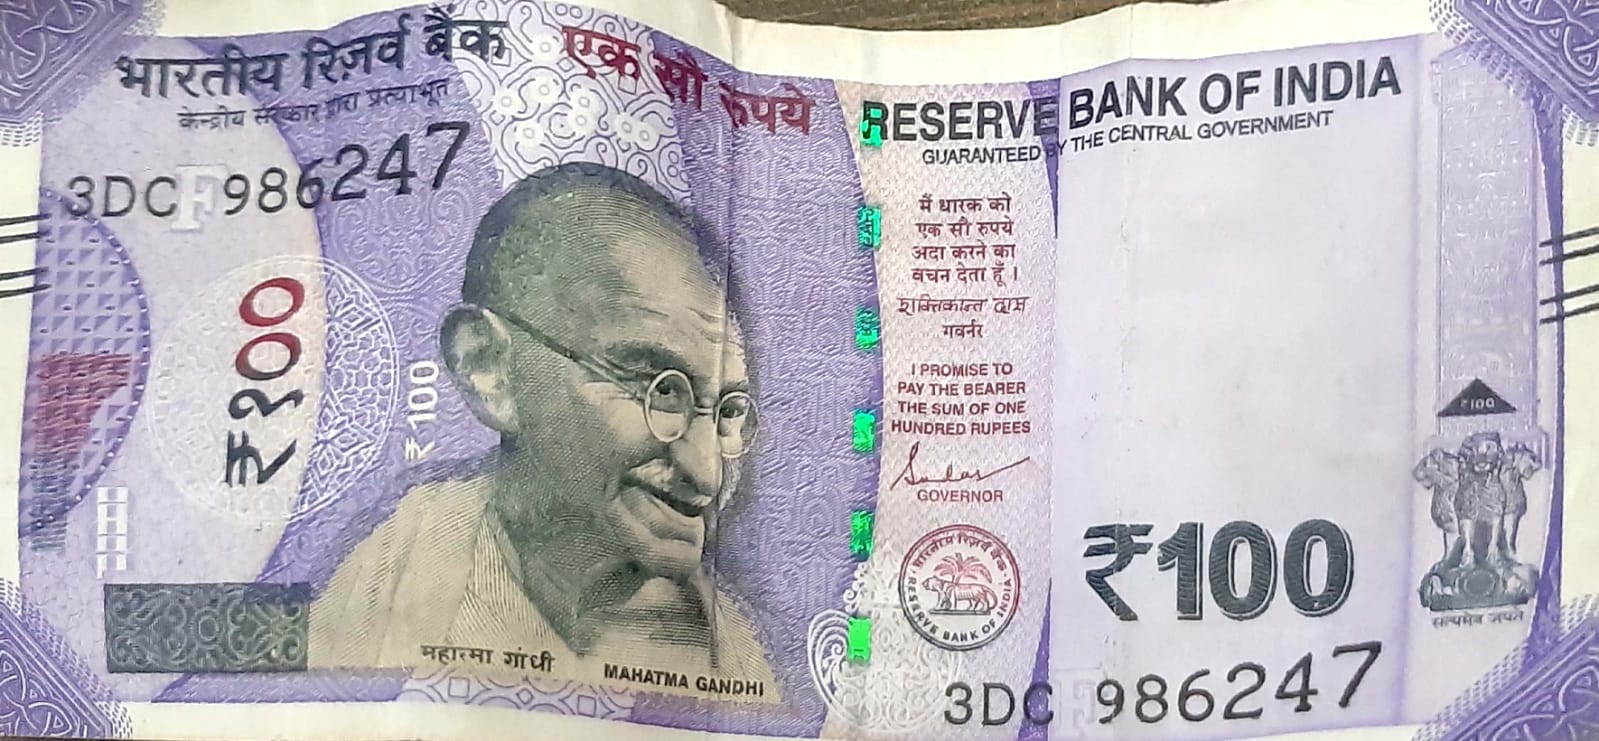 भारतीय रिज़र्व बैंक
केन्द्रीय सरकार द्वारा प्रत्याभूत
एक सौ रुपये
RESERVE BANK OF INDIA
GUARANTEED BY THE CENTRAL GOVERNMENT
3DC 986247
F
₹१००
₹100
मैं धारक को
एक सौ रुपये
अदा करने का
वचन देता हूँ ।
शक्तिकान्त दास
गवर्नर
I PROMISE TO
PAY THE BEARER
THE SUM OF ONE
HUNDRED RUPEES
GOVERNOR
भारतीय रिज़र्व बैंक
RESERVE BANK OF INDIA
₹100
₹100
सत्यमेव जयते
महात्मा गांधी
MAHATMA GANDHI
3DC 986247
F